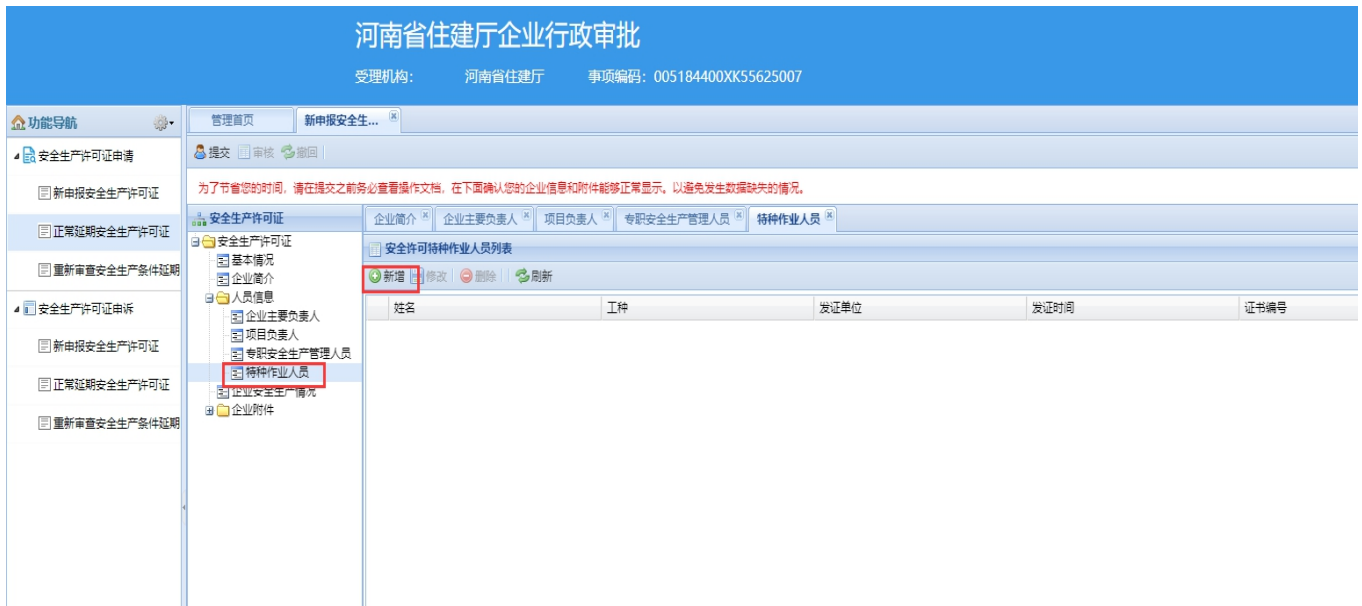 河南省住建厅企业行政审批
受理机构： 河南省住建厅 事项编码：005184400XK55625007
功能导航
安全生产许可证申请
新申报安全生产许可证
正常延期安全生产许可证
重新审查安全生产条件延期
安全生产许可证申诉
新申报安全生产许可证
正常延期安全生产许可证
重新审查安全生产条件延期
管理首页 新申报安全生...
提交 审核 撤回
为了节省您的时间，请在提交之前务必查看操作文档，在下面确认您的企业信息和附件能够正常显示。以避免发生数据缺失的情况。
安全生产许可证
安全生产许可证
基本情况
企业简介
人员信息
企业主要负责人
项目负责人
专职安全生产管理人员
特种作业人员
企业安全生产情况
企业附件
企业简介 企业主要负责人 项目负责人 专职安全生产管理人员 特种作业人员
安全许可特种作业人员列表
新增 修改 删除 刷新
姓名 工种 发证单位 发证时间 证书编号